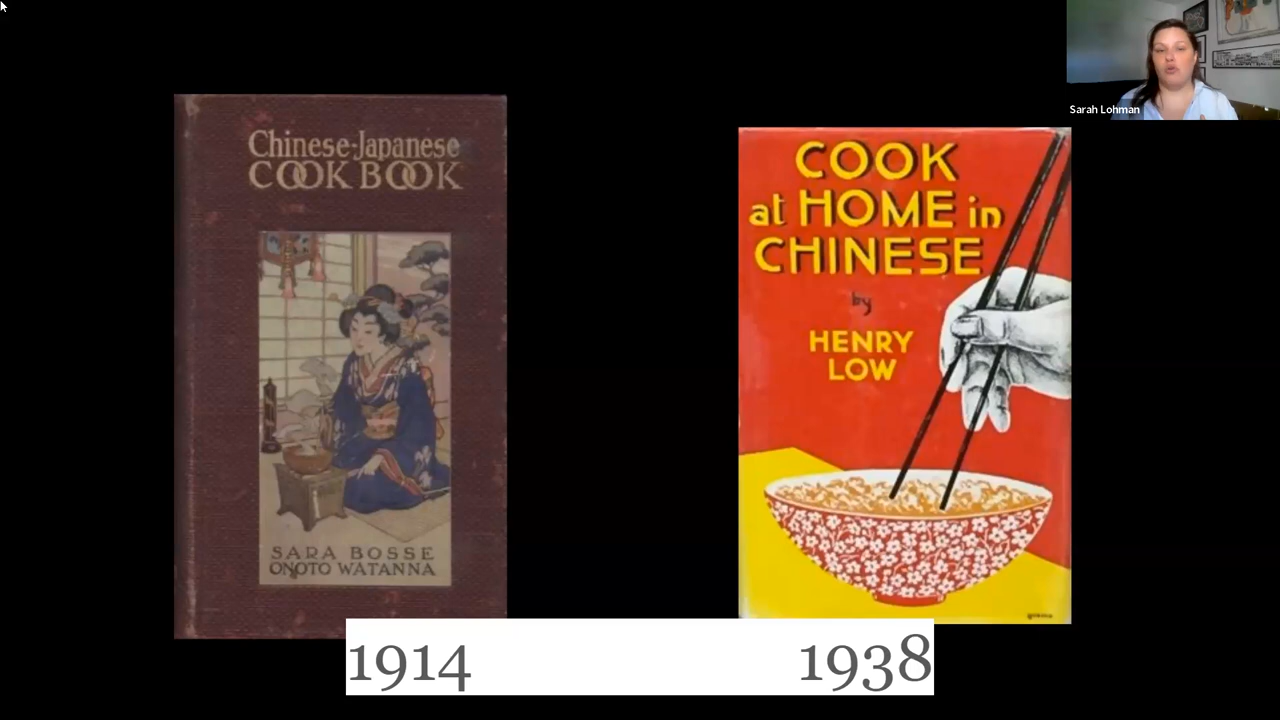 Sarah Lohman
Chinese-Japanese
COOK BOOK
SARA BOSSE
ONOTO WATANNA
COOK
at HOME in
CHINESE
by
HENRY
LOW
1914
1938